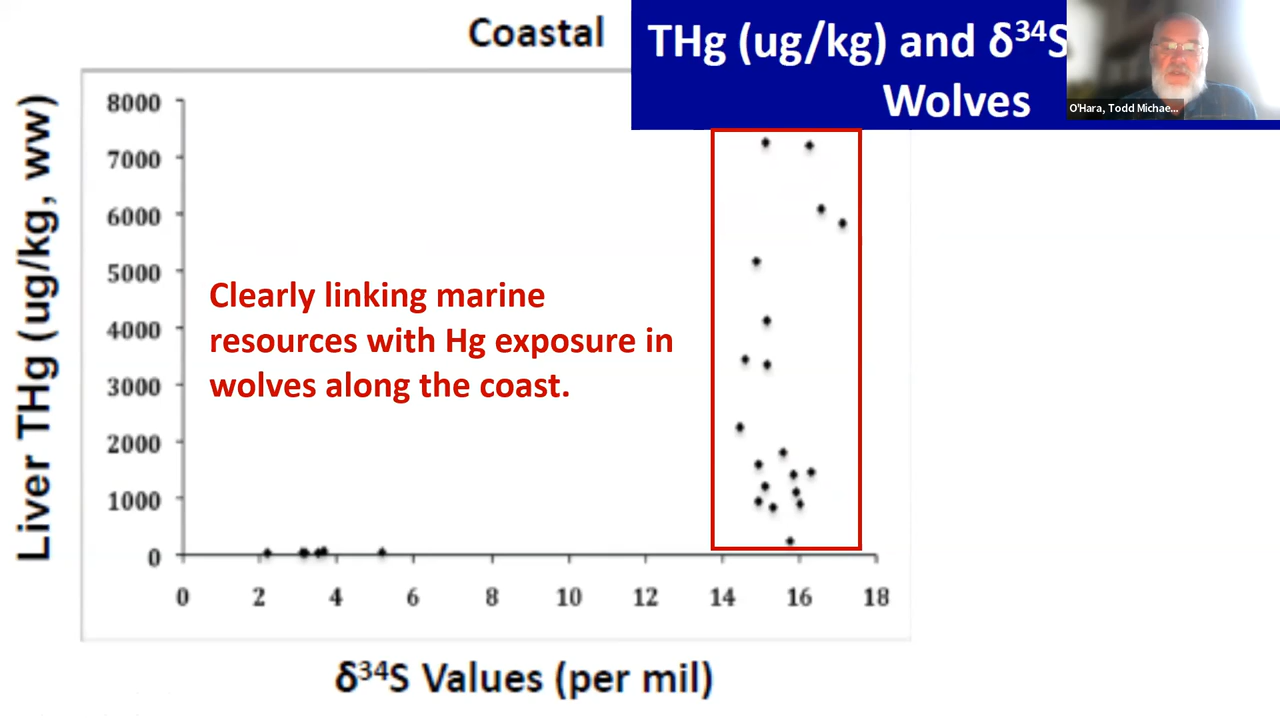 Coastal
THg (ug/kg) and δ³⁴S
Wolves
O'Hara, Todd Michae...
Liver THg (ug/kg, ww)
8000
7000
6000
5000
4000
3000
2000
1000
0
Clearly linking marine
resources with Hg exposure in
wolves along the coast.
0 2 4 6 8 10 12 14 16 18
δ³⁴S Values (per mil)